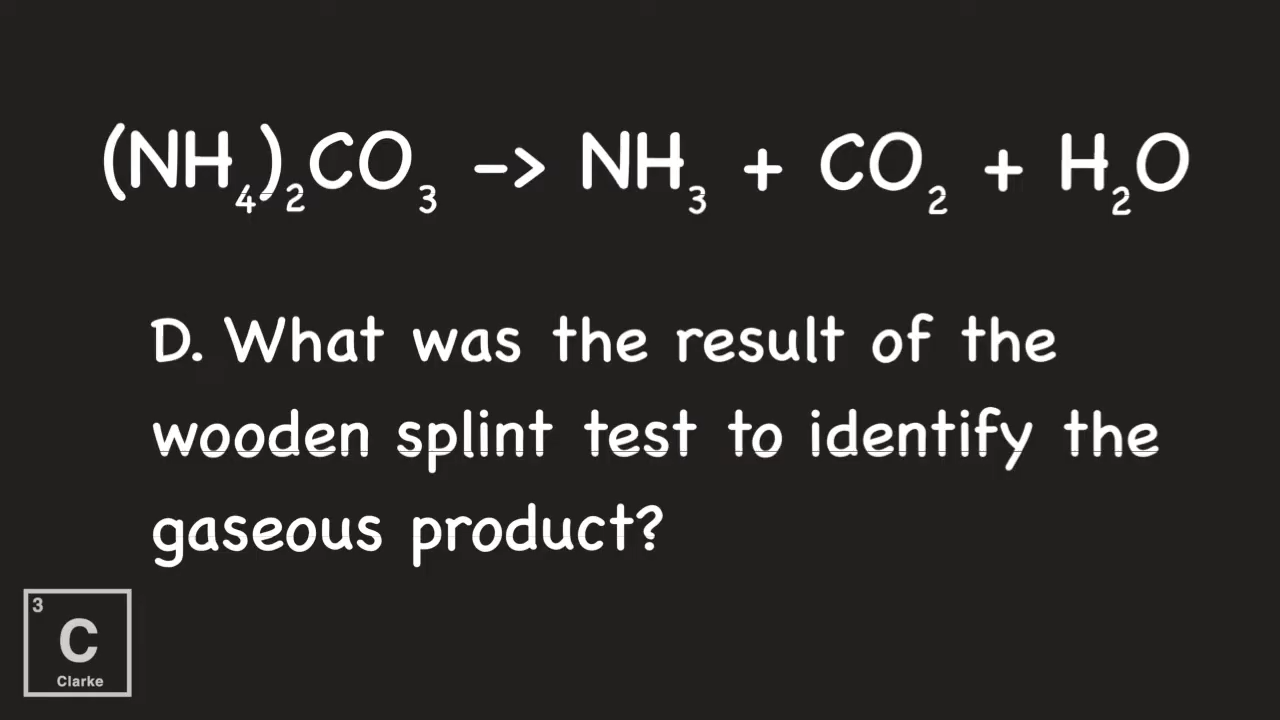 (NH₄)₂CO₃ -> NH₃ + CO₂ + H₂O
D. What was the result of the
wooden splint test to identify the
gaseous product?
3
C
Clarke